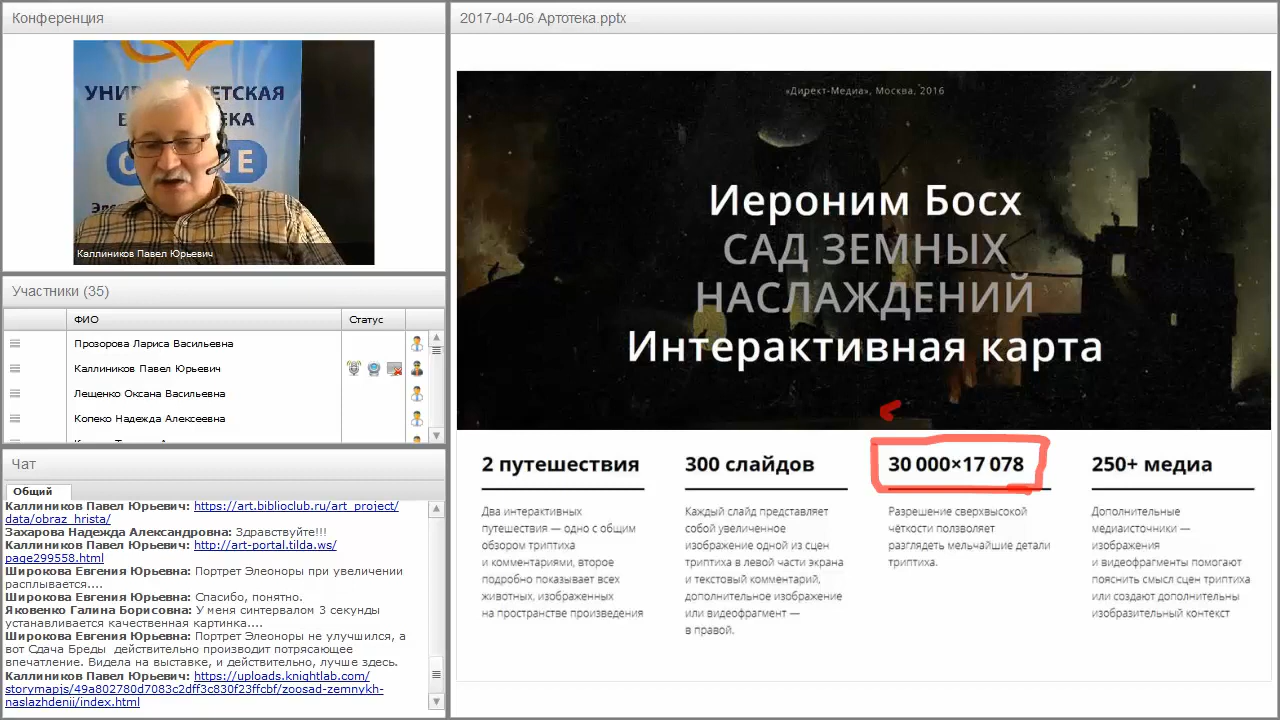 Конференция
УНИ
ЕТСКАЯ
ЕКА
Каллиников Павел Юрьевич
Участники (35)
ФИО
Статус
Прозорова Лариса Васильевна
Каллиников Павел Юрьевич
Лещенко Оксана Васильевна
Копеко Надежда Алексеевна
Чат
Общий
Каллиников Павел Юрьевич: https://art.biblioclub.ru/art_project/
data/obraz_hrista/
Захарова Надежда Александровна: Здравствуйте!!!
Каллиников Павел Юрьевич: http://art-portal.tilda.ws/
page299558.html
Широкова Евгения Юрьевна: Портрет Элеоноры при увеличении
расплывается....
Широкова Евгения Юрьевна: Спасибо, понятно.
Яковенко Галина Борисовна: У меня синтервалом 3 секунды
устанавливается качественная картинка....
Широкова Евгения Юрьевна: Портрет Элеоноры не улучшился, а
вот Сдача Бреды действительно производит потрясающее
впечатление. Видела на выставке, и действительно, лучше здесь.
Каллиников Павел Юрьевич: https://uploads.knightlab.com/
storymapjs/49a802780d7083c2dff3c830f23ffcbf/zoosad-zemnykh-
naslazhdenii/index.html
2017-04-06 Артотека.pptx
«Директ-Медиа», Москва, 2016
Иероним Босх
САД ЗЕМНЫХ
НАСЛАЖДЕНИЙ
Интерактивная карта
2 путешествия
Два интерактивных
путешествия — одно с общим
обзором триптиха
и комментариями, второе
подробно показывает всех
животных, изображенных
на пространстве произведения
300 слайдов
Каждый слайд представляет
собой увеличенное
изображение одной из сцен
триптиха в левой части экрана
и текстовый комментарий,
дополнительное изображение
или видеофрагмент —
в правой.
30 000×17 078
Разрешение сверхвысокой
чёткости ползволяет
разглядеть мельчайшие детали
триптиха.
250+ медиа
Дополнительные
медиаисточники —
изображения
и видеофрагменты помогают
пояснить смысл сцен триптиха
или создают дополнительны
изобразительный контекст